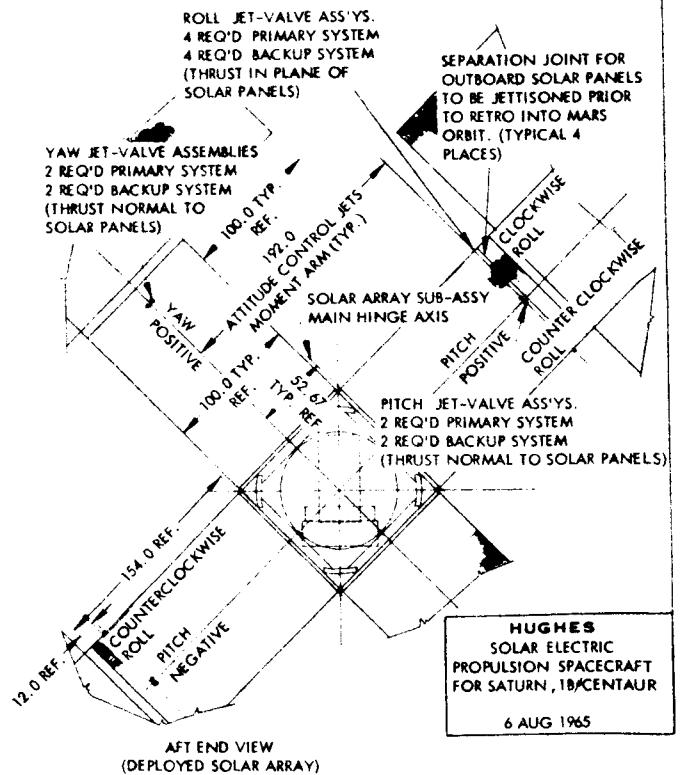 ROLL JET-VALVE ASS'YS.
4 REQ'D PRIMARY SYSTEM
4 REQ'D BACKUP SYSTEM
(THRUST IN PLANE OF
SOLAR PANELS)
SEPARATION JOINT FOR
OUTBOARD SOLAR PANELS
TO BE JETTISONED PRIOR
TO RETRO INTO MARS
ORBIT. (TYPICAL 4
PLACES)
YAW JET-VALVE ASSEMBLIES
2 REQ'D PRIMARY SYSTEM
2 REQ'D BACKUP SYSTEM
(THRUST NORMAL TO
SOLAR PANELS)
100.0 TYP.
REF.
192.0
ATTITUDE CONTROL JETS
MOMENT ARM (TYP.)
CLOCKWISE
ROLL
COUNTER CLOCKWISE
ROLL
YAW
POSITIVE
SOLAR ARRAY SUB-ASSY
MAIN HINGE AXIS
PITCH
POSITIVE
100.0 TYP.
REF.
52.67
TYP. REF
PITCH JET-VALVE ASS'YS.
2 REQ'D PRIMARY SYSTEM
2 REQ'D BACKUP SYSTEM
(THRUST NORMAL TO SOLAR PANELS)
154.0 REF.
COUNTERCLOCKWISE
ROLL
PITCH
NEGATIVE
12.0 REF.
HUGHES
SOLAR ELECTRIC
PROPULSION SPACECRAFT
FOR SATURN, 1B/CENTAUR
6 AUG 1965
AFT END VIEW
(DEPLOYED SOLAR ARRAY)